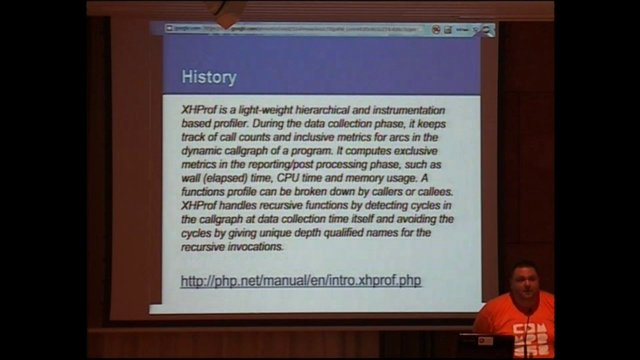 History
XHProf is a light-weight hierarchical and instrumentation
based profiler. During the data collection phase, it keeps
track of call counts and inclusive metrics for arcs in the
dynamic callgraph of a program. It computes exclusive
metrics in the reporting/post processing phase, such as
wall (elapsed) time, CPU time and memory usage. A
functions profile can be broken down by callers or callees.
XHProf handles recursive functions by detecting cycles in
the callgraph at data collection time itself and avoiding the
cycles by giving unique depth qualified names for the
recursive invocations.
http://php.net/manual/en/intro.xhprof.php